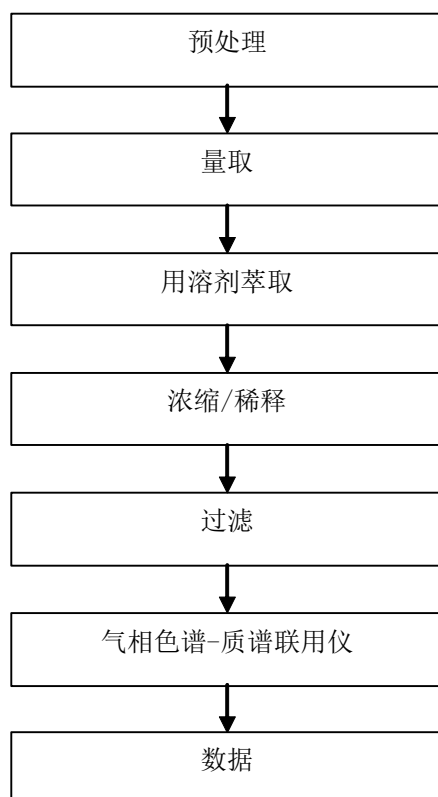 预处理
量取
用溶剂萃取
浓缩/稀释
过滤
气相色谱-质谱联用仪
数据